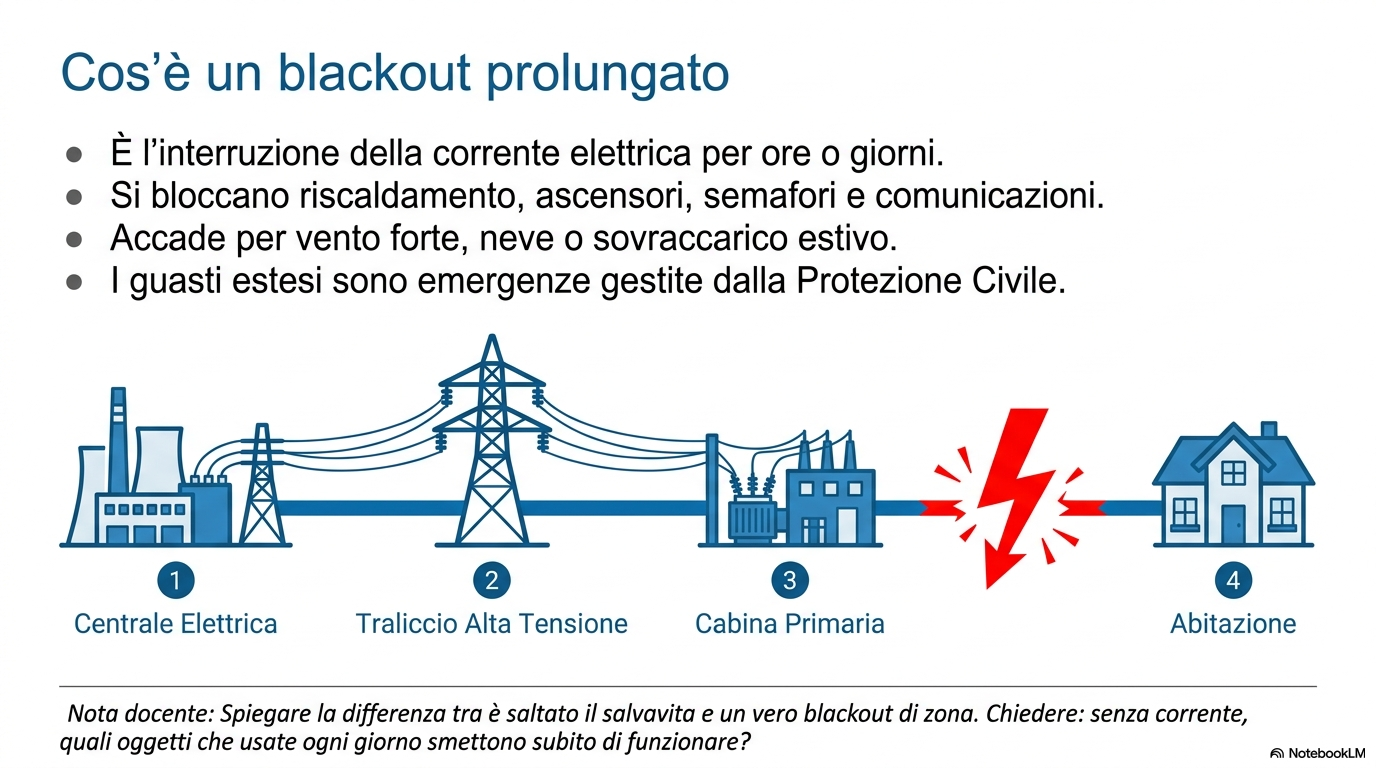 Cos’è un blackout prolungato
● È l’interruzione della corrente elettrica per ore o giorni.
● Si bloccano riscaldamento, ascensori, semafori e comunicazioni.
● Accade per vento forte, neve o sovraccarico estivo.
● I guasti estesi sono emergenze gestite dalla Protezione Civile.
1
Centrale Elettrica
2
Traliccio Alta Tensione
3
Cabina Primaria
4
Abitazione
Nota docente: Spiegare la differenza tra è saltato il salvavita e un vero blackout di zona. Chiedere: senza corrente,
quali oggetti che usate ogni giorno smettono subito di funzionare?
NotebookLM